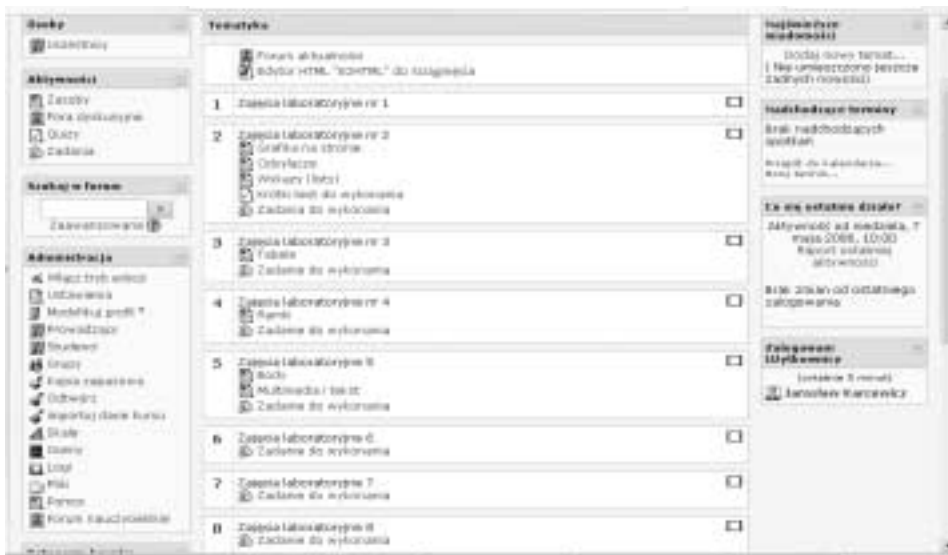 Osoby
Uczestnicy
Aktywności
Zasoby
Fora dyskusyjne
Quizy
Zadania
Szukaj w forum
Zaawansowane
Administracja
Włącz tryb edycji
Ustawienia
Modyfikuj profil
Prowadzący
Studenci
Grupy
Kopia zapasowa
Odtwórz
Importuj dane kursu
Skale
Oceny
Logi
Pliki
Pomoc
Forum nauczycielskie
Tematyka
Forum aktualności
Edytor HTML "EdHTML" do ściągnięcia
1 Zajęcia laboratoryjne nr 1
2 Zajęcia laboratoryjne nr 2
Grafika na stronie
Odsyłacze
Wykazy (listy)
Krótki test do wykonania
Zadania do wykonania
3 Zajęcia laboratoryjne nr 3
Tabele
Zadanie do wykonania
4 Zajęcia laboratoryjne nr 4
Ramki
Zadanie do wykonania
5 Zajęcia laboratoryjne 5
Multimedia i tekst
Zadanie do wykonania
6 Zajęcia laboratoryjne 6
Zadanie do wykonania
7 Zajęcia laboratoryjne 7
Zadanie do wykonania
8 Zajęcia laboratoryjne 8
Zadanie do wykonania
wiadomości
Dodaj nowy temat...
( Nie umieszczono jeszcze
żadnych nowości)
Nadchodzące terminy
Brak nadchodzących
spotkań
Przejdź do kalendarza...
Co się ostatnio działo?
Aktywność od niedziela, 7
maja 2006, 10:00
Raport ostatniej
aktywności
Brak zmian od ostatniego
zalogowania
Zalogowani
Użytkownicy
(ostatnie 5 minut)
Jarosław Karcewicz